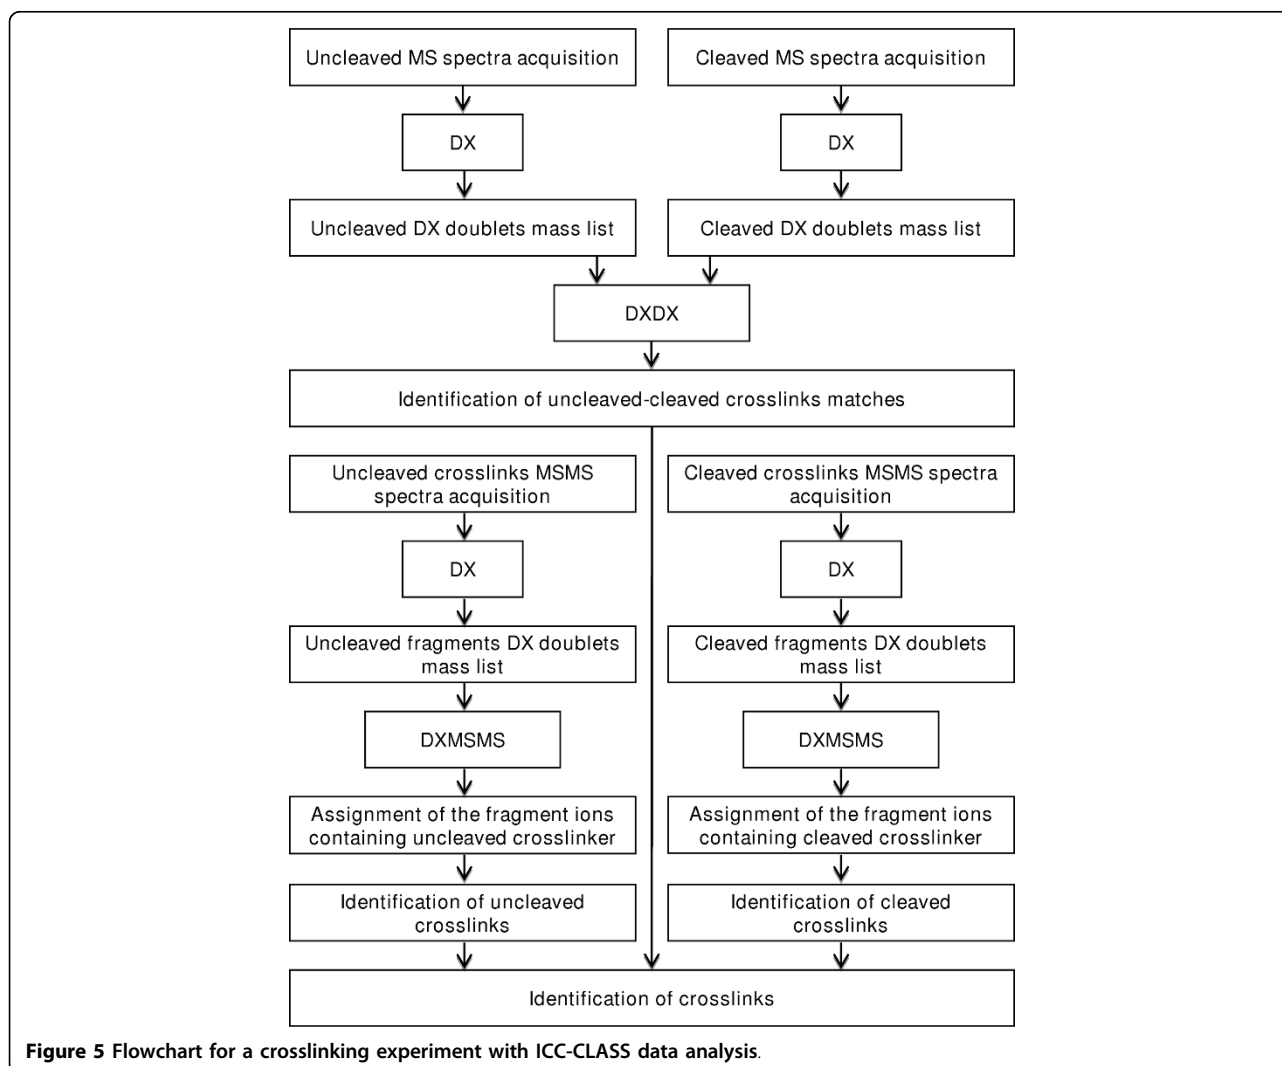 Uncleaved MS spectra acquisition
Cleaved MS spectra acquisition
DX
DX
Uncleaved DX doublets mass list
Cleaved DX doublets mass list
DXDX
Identification of uncleaved-cleaved crosslinks matches
Uncleaved crosslinks MSMS
spectra acquisition
Cleaved crosslinks MSMS spectra
acquisition
DX
DX
Uncleaved fragments DX doublets
mass list
Cleaved fragments DX doublets
mass list
DXMSMS
DXMSMS
Assignment of the fragment ions
containing uncleaved crosslinker
Assignment of the fragment ions
containing cleaved crosslinker
Identification of uncleaved
crosslinks
Identification of cleaved
crosslinks
Identification of crosslinks
Figure 5 Flowchart for a crosslinking experiment with ICC-CLASS data analysis.